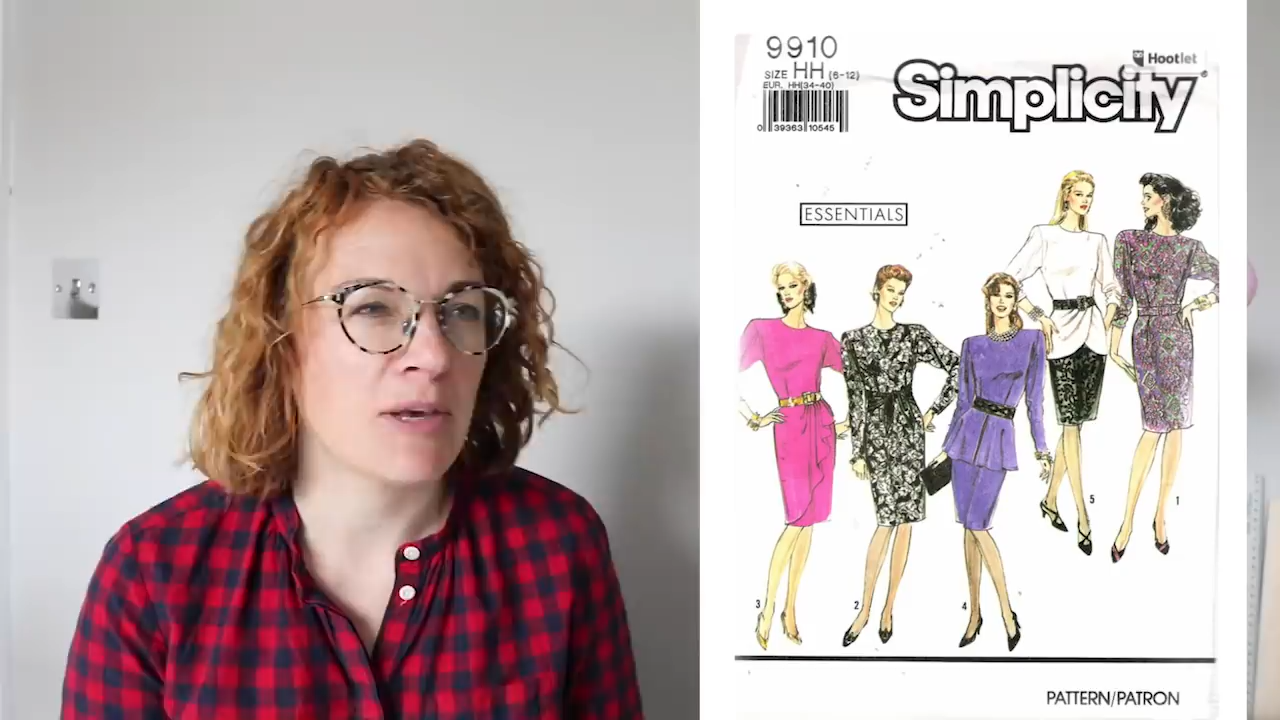 9910
SIZE HH (6-12)
EUR. HH(34-40)
0 39363 10545
Hootlet
Simplicity
ESSENTIALS
3
2
4
5
1
PATTERN/PATRON